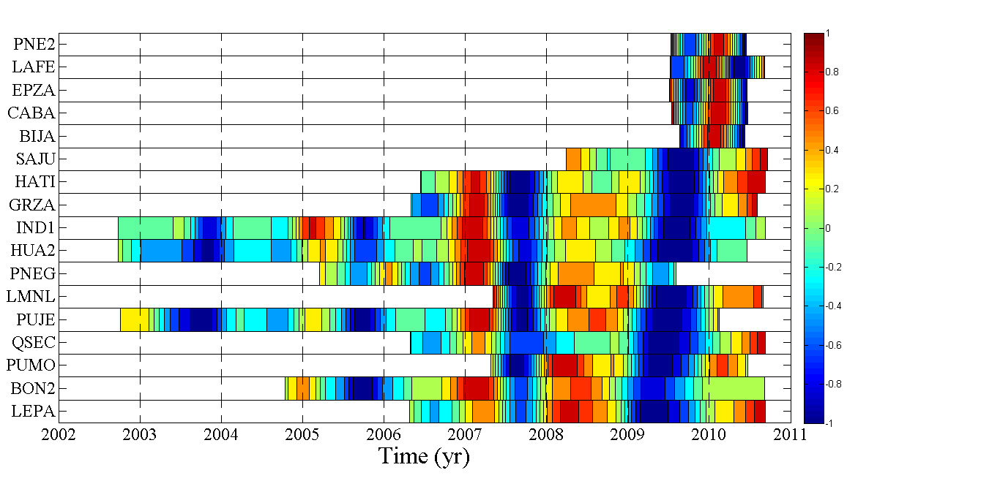 PNE2
LAFE
EPZA
CABA
BIJA
SAJU
HATI
GRZA
IND1
HUA2
PNEG
LMNL
PUJE
QSEC
PUMO
BON2
LEPA
2002 2003 2004 2005 2006 2007 2008 2009 2010 2011
Time (yr)
1
0.8
0.6
0.4
0.2
0
-0.2
-0.4
-0.6
-0.8
-1